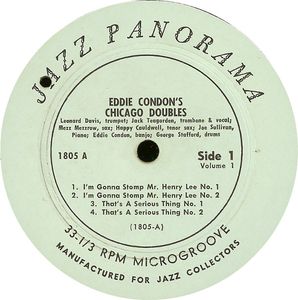 JAZZ PANORAMA
EDDIE CONDON'S
CHICAGO DOUBLES
Leonard Davis, trumpet; Jack Teagarden, trombone & vocal;
Mezz Mezzrow, sax; Happy Cauldwell, tenor sax; Joe Sullivan,
Piano; Eddie Condon, banjo; George Stafford, drums
1805 A
Side 1
Volume 1
1. I'm Gonna Stomp Mr. Henry Lee No. 1
2. I'm Gonna Stomp Mr. Henry Lee No. 2
3. That's A Serious Thing No. 1
4. That's A Serious Thing No. 2
(1805-A)
33-1/3 RPM MICROGROOVE
MANUFACTURED FOR JAZZ COLLECTORS